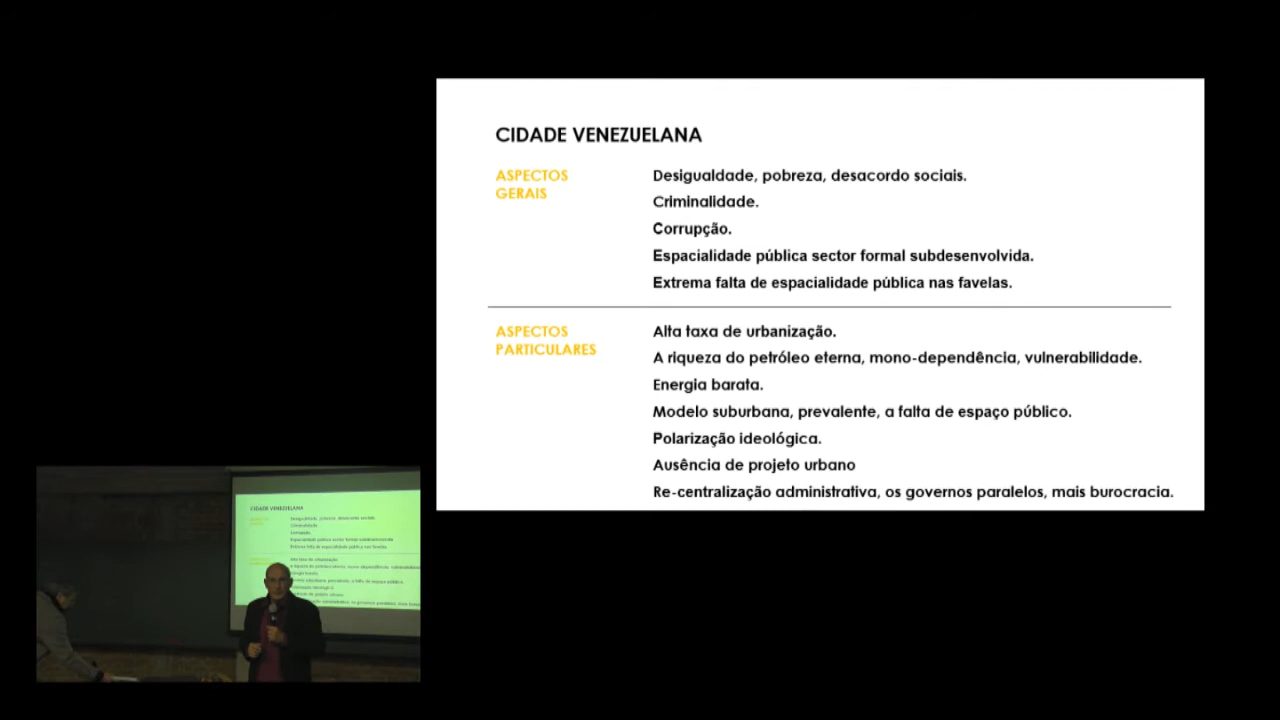 CIDADE VENEZUELANA
ASPECTOS
GERAIS
Desigualdade, pobreza, desacordo sociais.
Criminalidade.
Corrupção.
Espacialidade pública sector formal subdesenvolvida.
Extrema falta de espacialidade pública nas favelas.
ASPECTOS
PARTICULARES
Alta taxa de urbanização.
A riqueza do petróleo eterna, mono-dependência, vulnerabilidade.
Energia barata.
Modelo suburbana, prevalente, a falta de espaço público.
Polarização ideológica.
Ausência de projeto urbano
Re-centralização administrativa, os governos paralelos, mais burocracia.
CIDADE VENEZUELANA